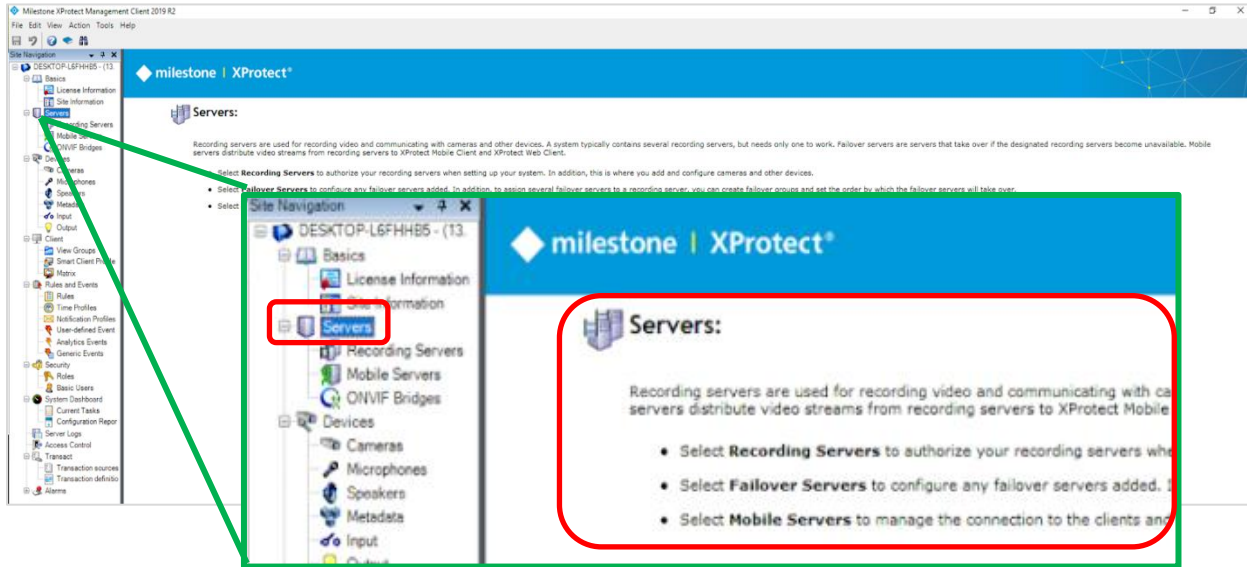 Milestone XProtect Management Client 2019 R2
File Edit View Action Tools Help
Site Navigation
DESKTOP-L6FHHB5 - (13.
Basics
License Information
Site Information
Servers
Recording Servers
Mobile Se
ONVIF Bridges
Devices
Cameras
Microphones
Speakers
Metadata
Input
Output
Client
View Groups
Smart Client Profile
Matrix
Rules and Events
Rules
Time Profiles
Notification Profiles
User-defined Event
Analytics Events
Generic Events
Security
Roles
Basic Users
System Dashboard
Current Tasks
Configuration Repor
Server Logs
Access Control
Transact
Transaction sources
Transaction definitio
Alarms
milestone | XProtect®
Servers:
Recording servers are used for recording video and communicating with cameras and other devices. A system typically contains several recording servers, but needs only one to work. Failover servers are servers that take over if the designated recording servers become unavailable. Mobile
servers distribute video streams from recording servers to XProtect Mobile Client and XProtect Web Client.
• Select Recording Servers to authorize your recording servers when setting up your system. In addition, this is where you add and configure cameras and other devices.
• Select Failover Servers to configure any failover servers added. In addition, to assign several failover servers to a recording server, you can create failover groups and set the order by which the failover servers will take over.
• Select
Site Navigation
DESKTOP-L6FHHB5 - (13.
Basics
License Information
Site Information
Servers
Recording Servers
Mobile Servers
ONVIF Bridges
Devices
Cameras
Microphones
Speakers
Metadata
Input
Output
milestone | XProtect®
Servers:
Recording servers are used for recording video and communicating with ca
servers distribute video streams from recording servers to XProtect Mobile
• Select Recording Servers to authorize your recording servers whe
• Select Failover Servers to configure any failover servers added. I
• Select Mobile Servers to manage the connection to the clients and